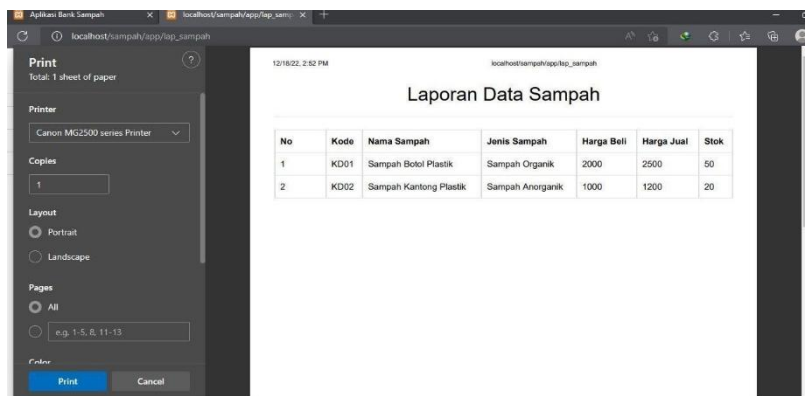 Aplikasi Bank Sampah
localhost/sampah/app/lap_samp
localhost/sampah/app/lap_sampah
Print
Total: 1 sheet of paper
?
Printer
Canon MG2500 series Printer
Copies
1
Layout
Portrait
Landscape
Pages
All
e.g. 1-5, 8, 11-13
Color
Print Cancel
12/18/22, 2:52 PM localhost/sampah/app/lap_sampah
Laporan Data Sampah
No Kode Nama Sampah Jenis Sampah Harga Beli Harga Jual Stok
1 KD01 Sampah Botol Plastik Sampah Organik 2000 2500 50
2 KD02 Sampah Kantong Plastik Sampah Anorganik 1000 1200 20